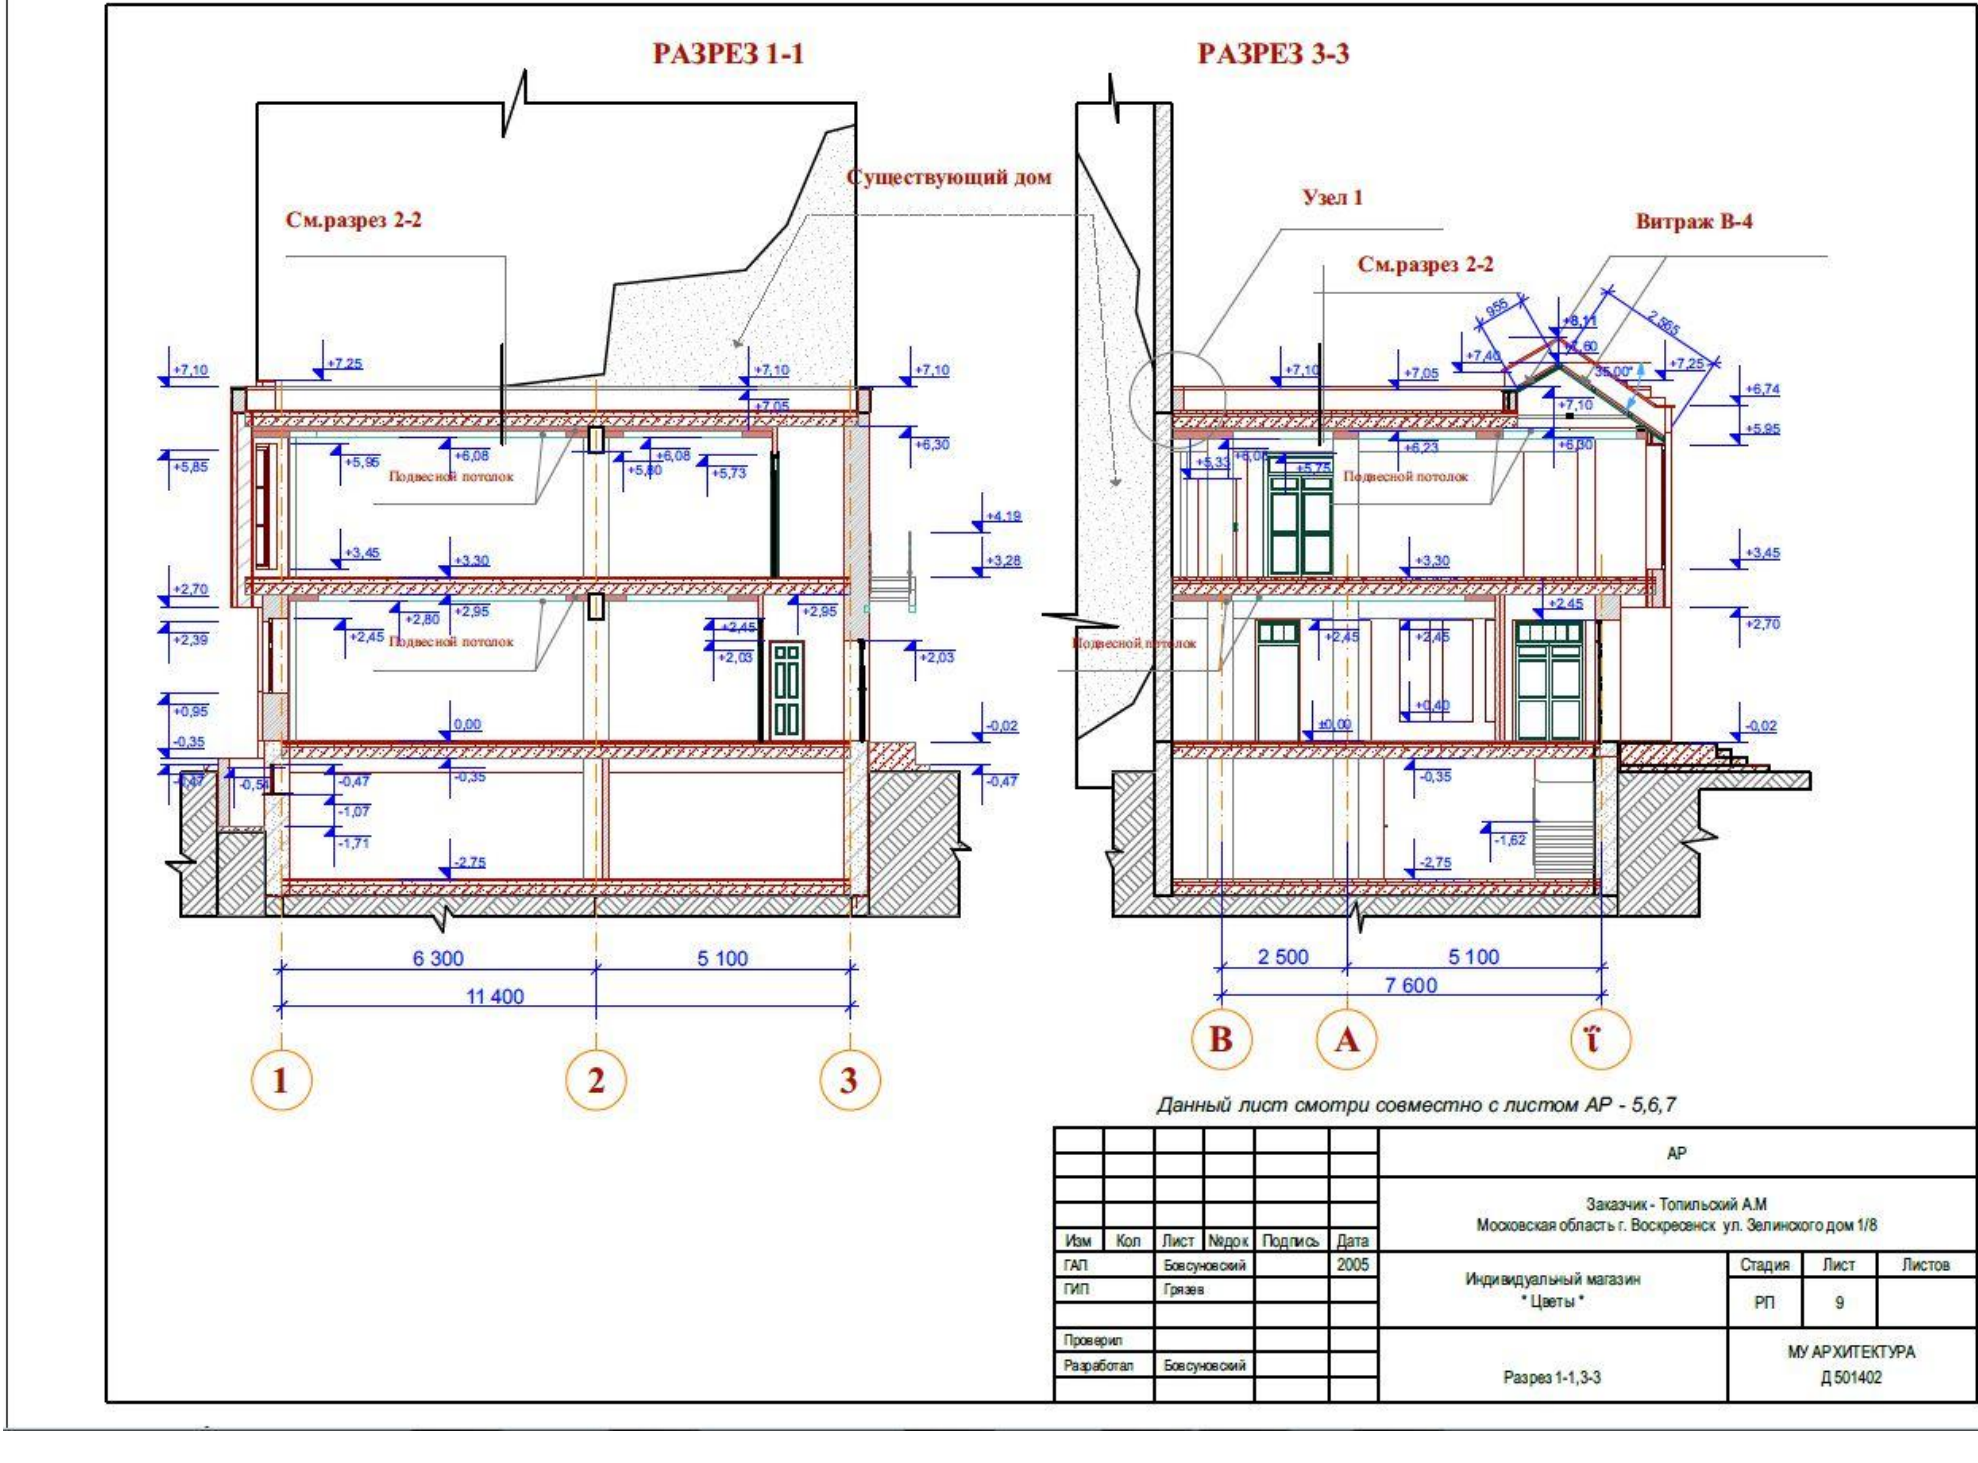 РАЗРЕЗ 1-1
РАЗРЕЗ 3-3
Существующий дом
См.разрез 2-2
Узел 1
Витраж В-4
См.разрез 2-2
955
2 565
+8,11
+7,60
+7,40
35,00°
+7,25
+7,10
+7,25
+7,10
+7,05
+7,10
+7,10
+7,05
+7,10
+6,74
+5,95
+5,85
+5,95
+6,08
+5,80
+6,08
+5,73
+6,30
+5,33
+5,75
+6,23
+6,30
Подвесной потолок
Подвесной потолок
+4,19
+3,45
+3,30
+3,28
+3,30
+3,45
+2,70
+2,39
+2,80
+2,95
+2,45
+2,45
+2,03
+2,95
+2,03
+2,45
+2,45
+2,45
+2,70
Подвесной потолок
Подвесной потолок
+0,95
0,00
-0,02
±0,00
+0,40
-0,02
-0,35
-0,47
-0,54
-0,47
-0,35
-0,47
-0,35
-1,07
-1,71
-1,62
-2,75
-2,75
6 300
5 100
11 400
2 500
5 100
7 600
1
2
3
В
А
Данный лист смотри совместно с листом АР - 5,6,7
АР
Заказчик - Топильский А.М
Московская область г. Воскресенск ул. Зелинского дом 1/8
Изм Кол Лист №док Подпись Дата
ГАП Бовсуновский 2005
ГИП Грязев
Индивидуальный магазин
" Цветы "
Стадия Лист Листов
РП 9
Проверил
Разработал Бовсуновский
Разрез 1-1,3-3
МУ АРХИТЕКТУРА
Д 501402